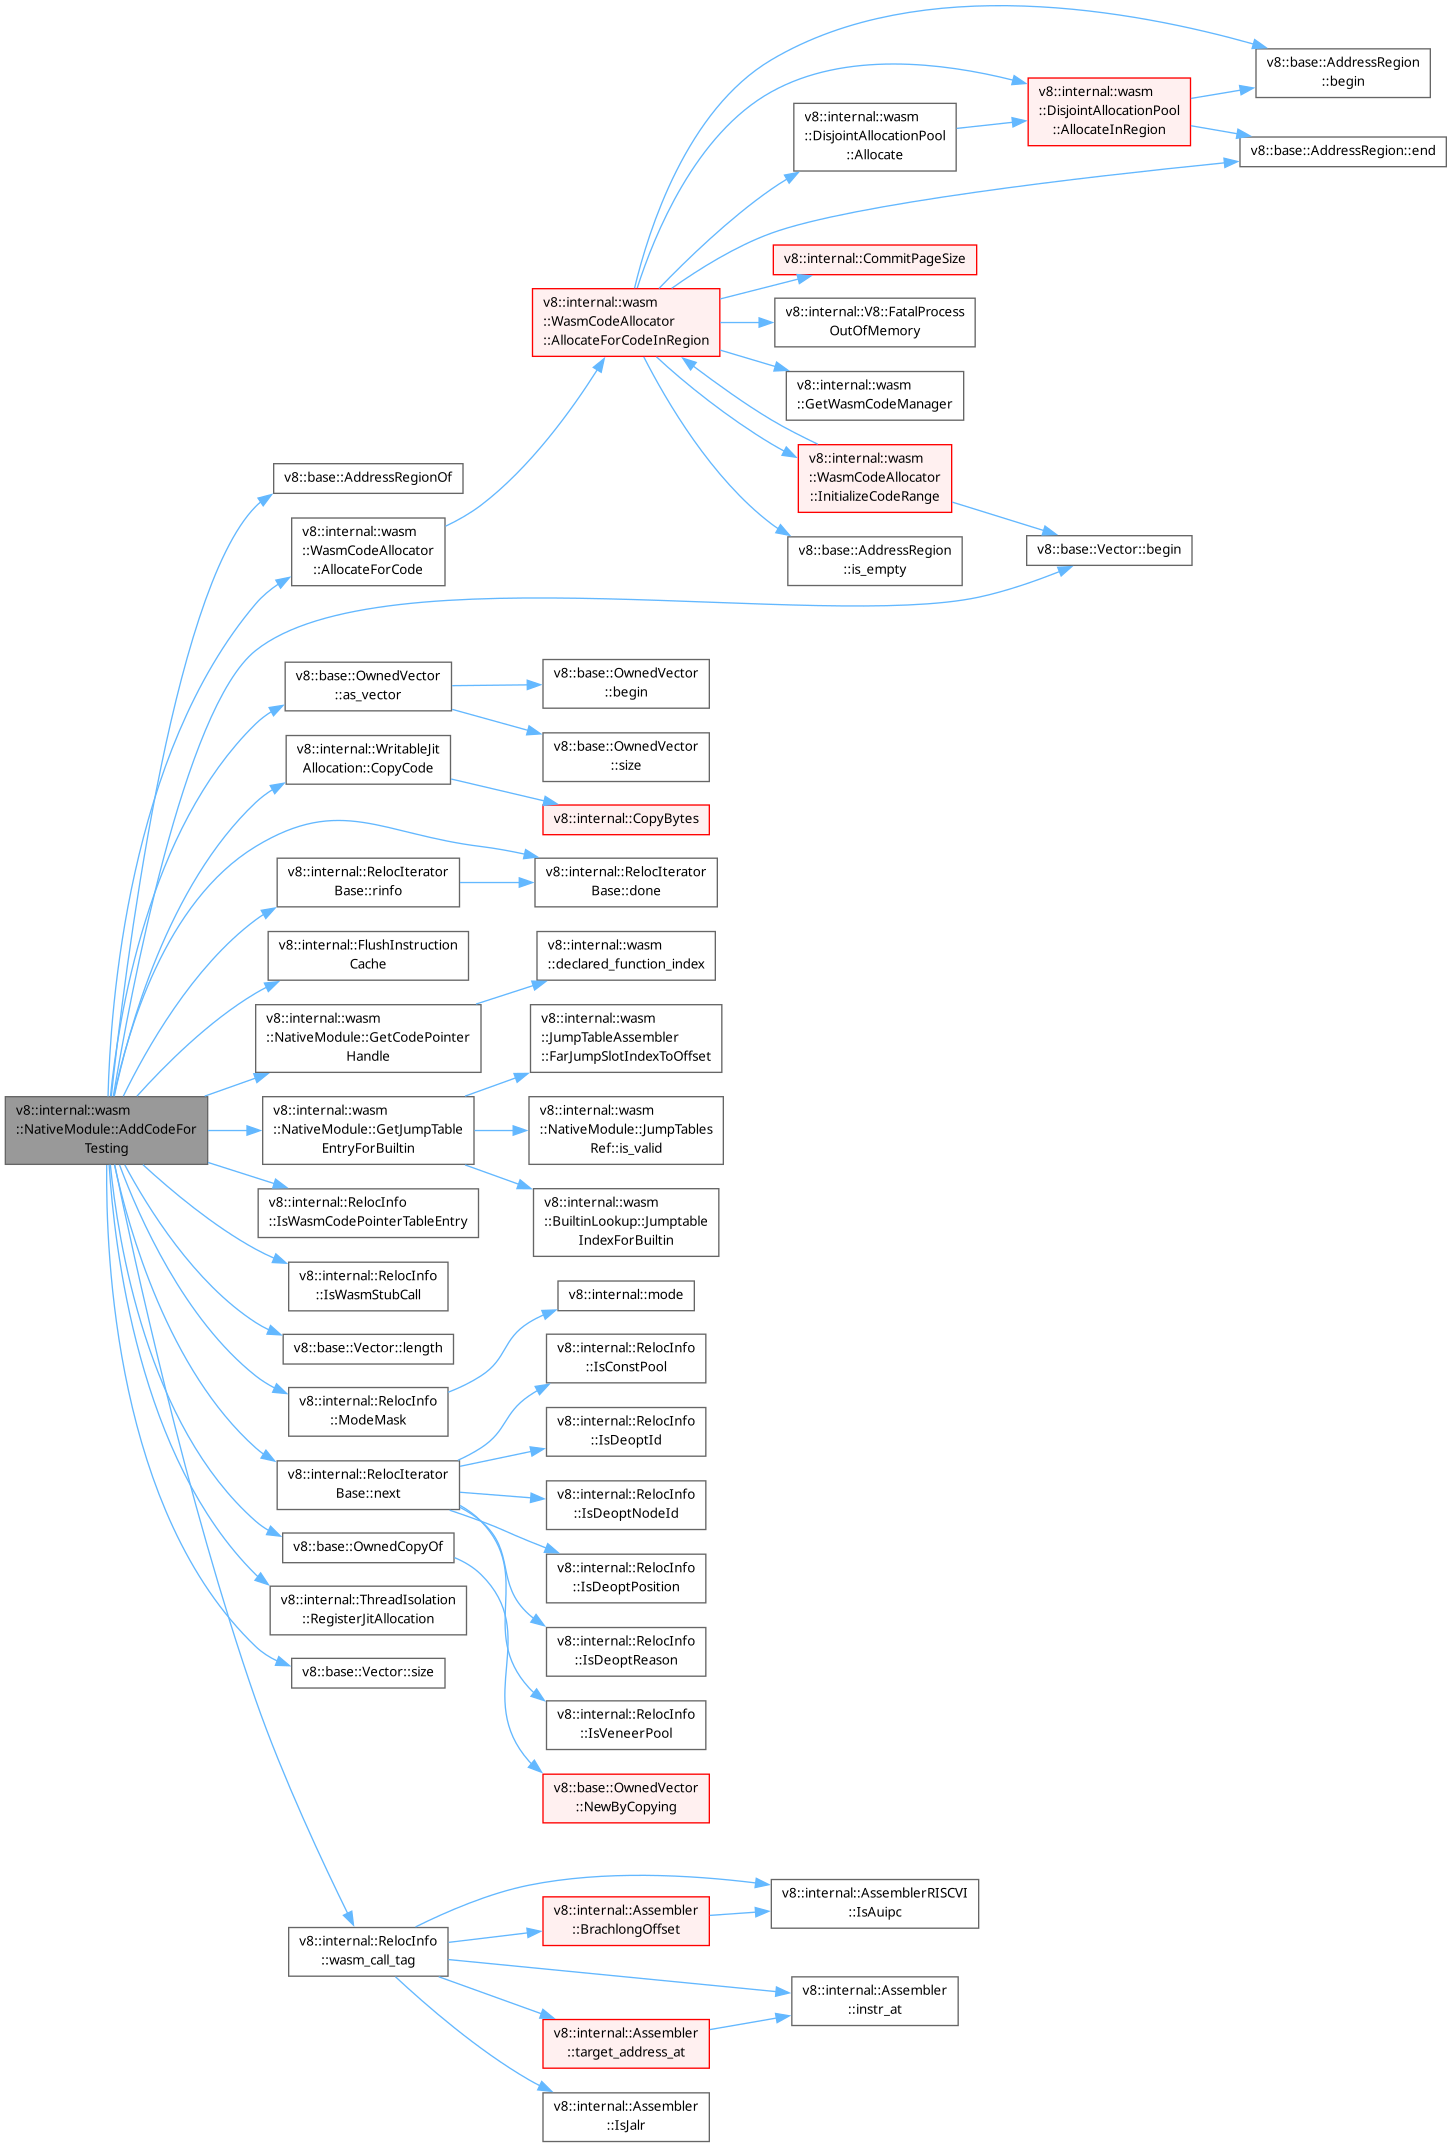 v8::base::AddressRegion
::begin
v8::internal::wasm
::DisjointAllocationPool
::AllocateInRegion
v8::internal::wasm
::DisjointAllocationPool
::Allocate
v8::base::AddressRegion::end
v8::internal::CommitPageSize
v8::internal::wasm
::WasmCodeAllocator
::AllocateForCodeInRegion
v8::internal::V8::FatalProcess
OutOfMemory
v8::internal::wasm
::GetWasmCodeManager
v8::internal::wasm
::WasmCodeAllocator
::InitializeCodeRange
v8::base::AddressRegionOf
v8::internal::wasm
::WasmCodeAllocator
::AllocateForCode
v8::base::AddressRegion
::is_empty
v8::base::Vector::begin
v8::base::OwnedVector
::as_vector
v8::base::OwnedVector
::begin
v8::base::OwnedVector
::size
v8::internal::WritableJit
Allocation::CopyCode
v8::internal::CopyBytes
v8::internal::RelocIterator
Base::rinfo
v8::internal::RelocIterator
Base::done
v8::internal::FlushInstruction
Cache
v8::internal::wasm
::declared_function_index
v8::internal::wasm
::NativeModule::GetCodePointer
Handle
v8::internal::wasm
::JumpTableAssembler
::FarJumpSlotIndexToOffset
v8::internal::wasm
::NativeModule::AddCodeFor
Testing
v8::internal::wasm
::NativeModule::GetJumpTable
EntryForBuiltin
v8::internal::wasm
::NativeModule::JumpTables
Ref::is_valid
v8::internal::RelocInfo
::IsWasmCodePointerTableEntry
v8::internal::wasm
::BuiltinLookup::Jumptable
IndexForBuiltin
v8::internal::RelocInfo
::IsWasmStubCall
v8::internal::mode
v8::base::Vector::length
v8::internal::RelocInfo
::IsConstPool
v8::internal::RelocInfo
::ModeMask
v8::internal::RelocInfo
::IsDeoptId
v8::internal::RelocIterator
Base::next
v8::internal::RelocInfo
::IsDeoptNodeId
v8::base::OwnedCopyOf
v8::internal::RelocInfo
::IsDeoptPosition
v8::internal::ThreadIsolation
::RegisterJitAllocation
v8::internal::RelocInfo
::IsDeoptReason
v8::base::Vector::size
v8::internal::RelocInfo
::IsVeneerPool
v8::base::OwnedVector
::NewByCopying
v8::internal::AssemblerRISCVI
::IsAuipc
v8::internal::Assembler
::BrachlongOffset
v8::internal::RelocInfo
::wasm_call_tag
v8::internal::Assembler
::instr_at
v8::internal::Assembler
::target_address_at
v8::internal::Assembler
::IsJalr